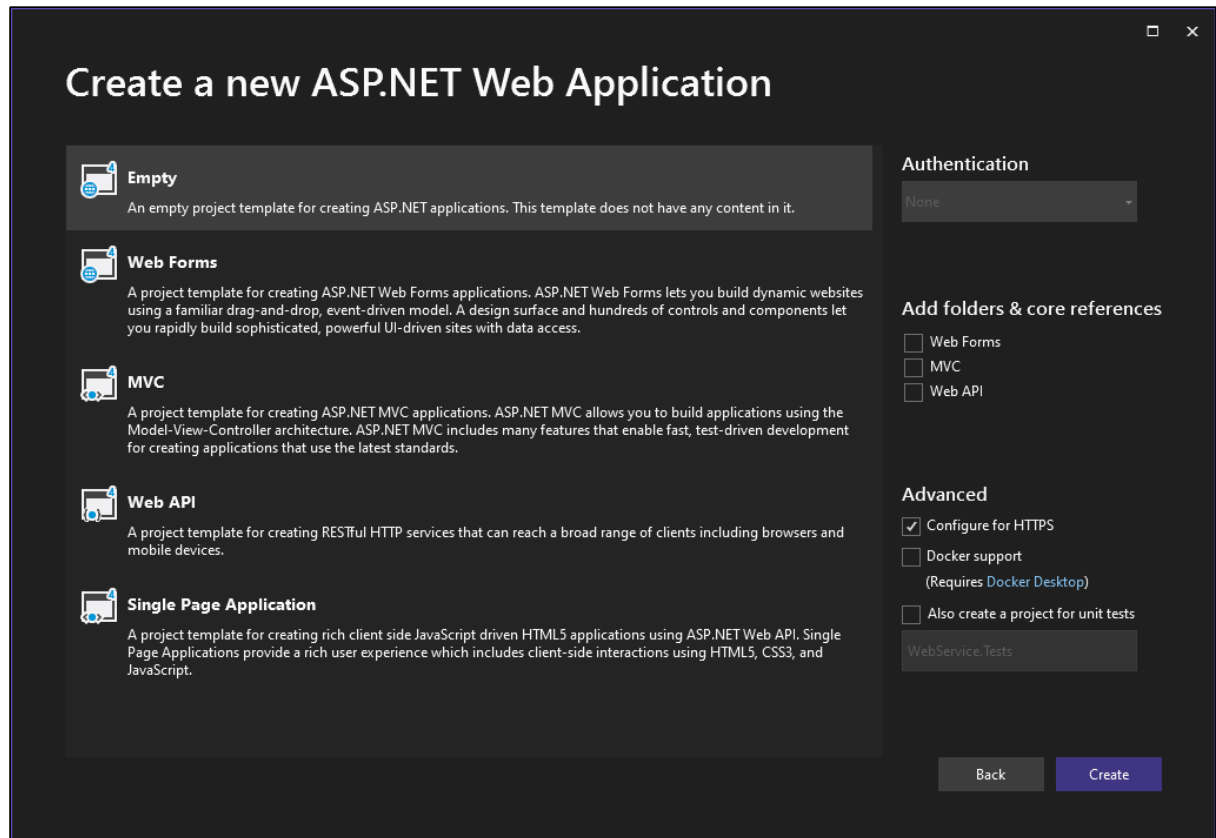 Create a new ASP.NET Web Application
Empty
An empty project template for creating ASP.NET applications. This template does not have any content in it.
Web Forms
A project template for creating ASP.NET Web Forms applications. ASP.NET Web Forms lets you build dynamic websites
using a familiar drag-and-drop, event-driven model. A design surface and hundreds of controls and components let
you rapidly build sophisticated, powerful UI-driven sites with data access.
MVC
A project template for creating ASP.NET MVC applications. ASP.NET MVC allows you to build applications using the
Model-View-Controller architecture. ASP.NET MVC includes many features that enable fast, test-driven development
for creating applications that use the latest standards.
Web API
A project template for creating RESTful HTTP services that can reach a broad range of clients including browsers and
mobile devices.
Single Page Application
A project template for creating rich client side JavaScript driven HTML5 applications using ASP.NET Web API. Single
Page Applications provide a rich user experience which includes client-side interactions using HTML5, CSS3, and
JavaScript.
Authentication
None
Add folders & core references
Web Forms
MVC
Web API
Advanced
Configure for HTTPS
Docker support
(Requires Docker Desktop)
Also create a project for unit tests
WebService.Tests
Back
Create